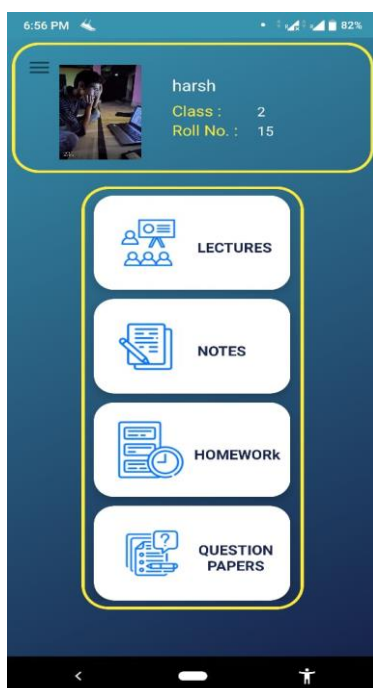 6:56 PM 82%
harsh
Class : 2
Roll No. : 15
LECTURES
NOTES
HOMEWORk
QUESTION
PAPERS